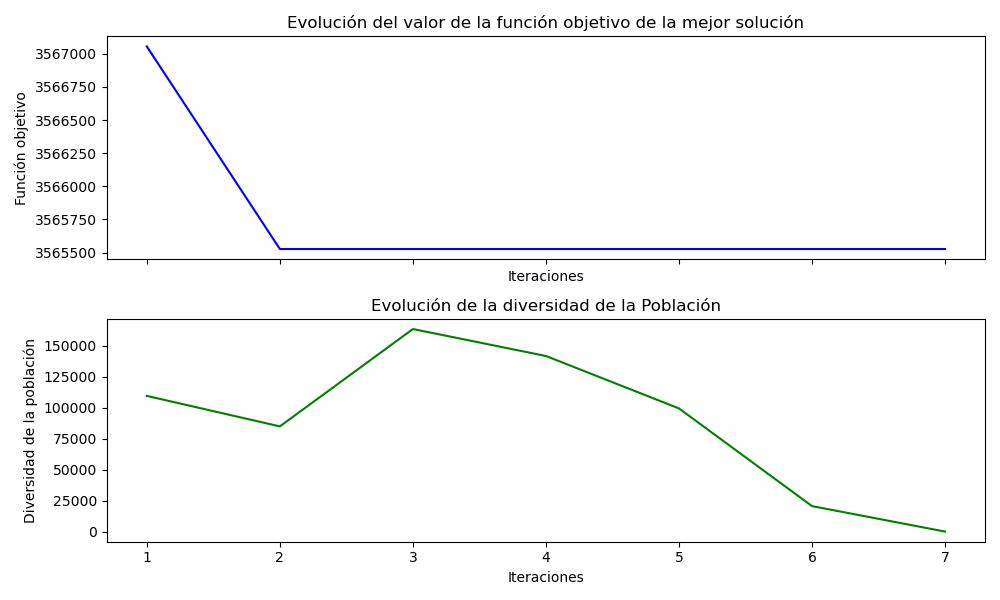 Evolución del valor de la función objetivo de la mejor solución
Función objetivo
3567000
3566750
3566500
3566250
3566000
3565750
3565500
Iteraciones
Evolución de la diversidad de la Población
Diversidad de la población
150000
125000
100000
75000
50000
25000
0
1 2 3 4 5 6 7
Iteraciones